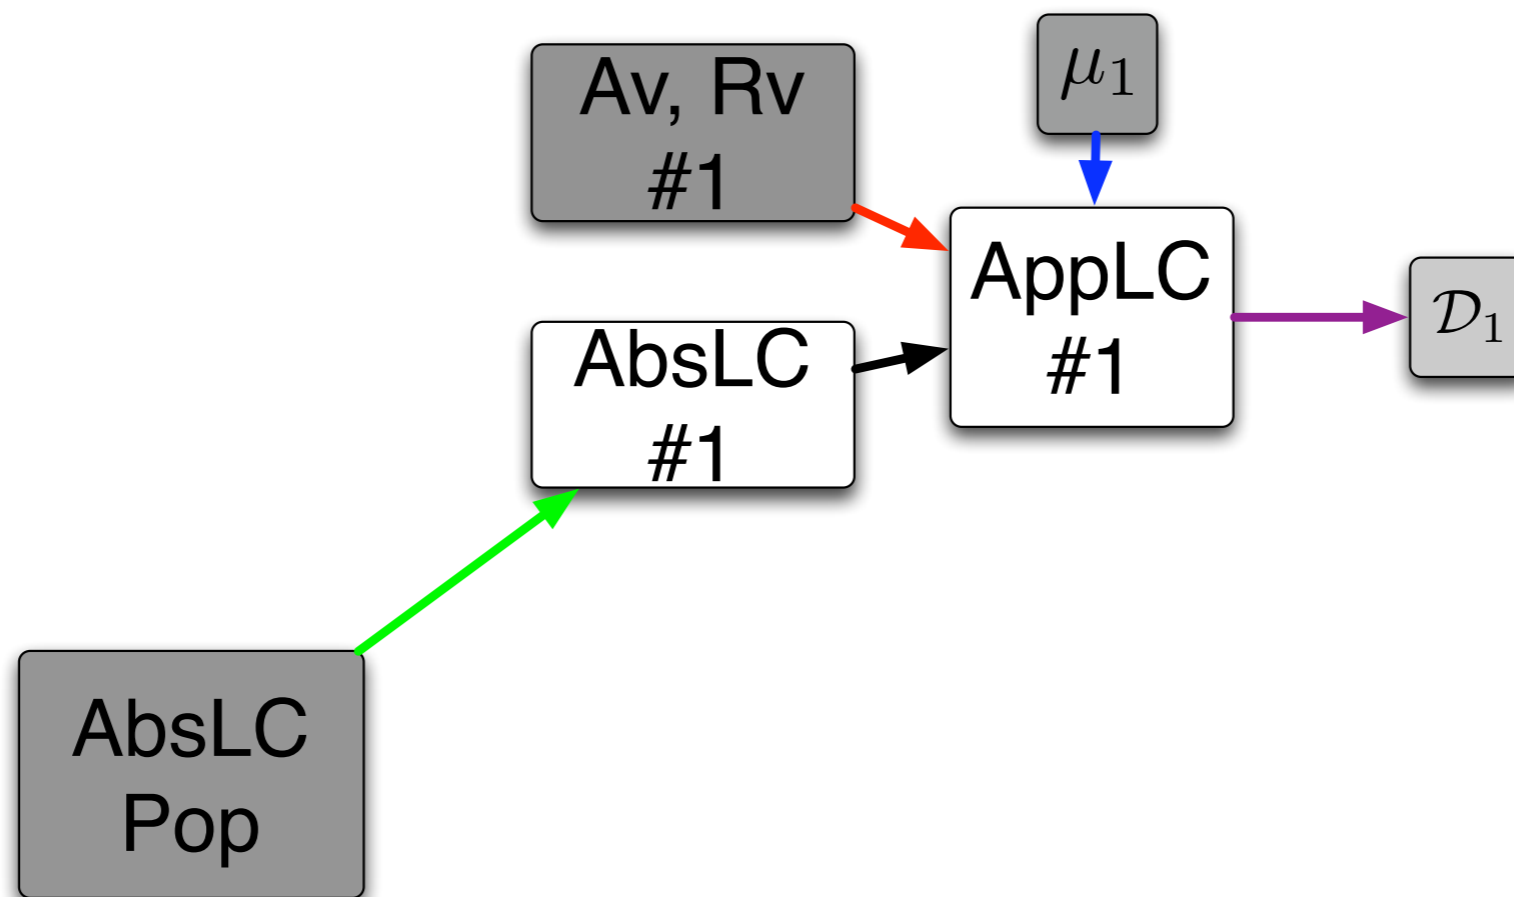 Av, Rv
#1
μ₁
AppLC
#1
𝒟₁
AbsLC
#1
AbsLC
Pop